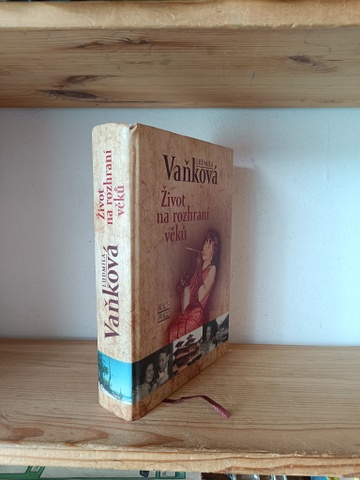 LUDMILA
Vaňková
Život
na rozhraní
věků
LUDMILA
Vaňková
Život
na rozhraní
věků